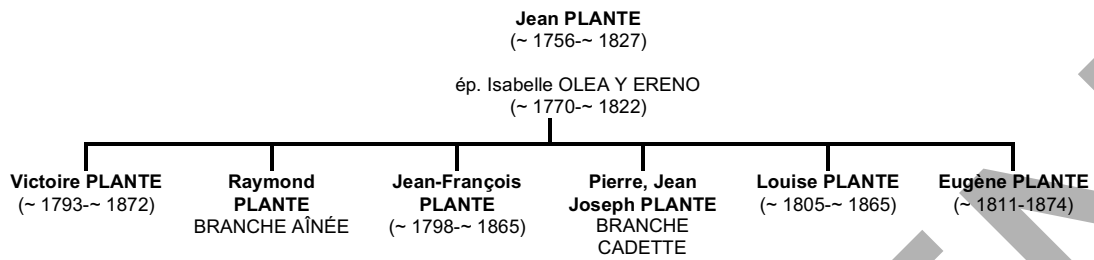 Jean PLANTE
(~ 1756-~ 1827)
ép. Isabelle OLEA Y ERENO
(~ 1770-~ 1822)
Victoire PLANTE
(~ 1793-~ 1872)
Raymond
PLANTE
BRANCHE AÎNÉE
Jean-François
PLANTE
(~ 1798-~ 1865)
Pierre, Jean
Joseph PLANTE
BRANCHE
CADETTE
Louise PLANTE
(~ 1805-~ 1865)
Eugène PLANTE
(~ 1811-1874)